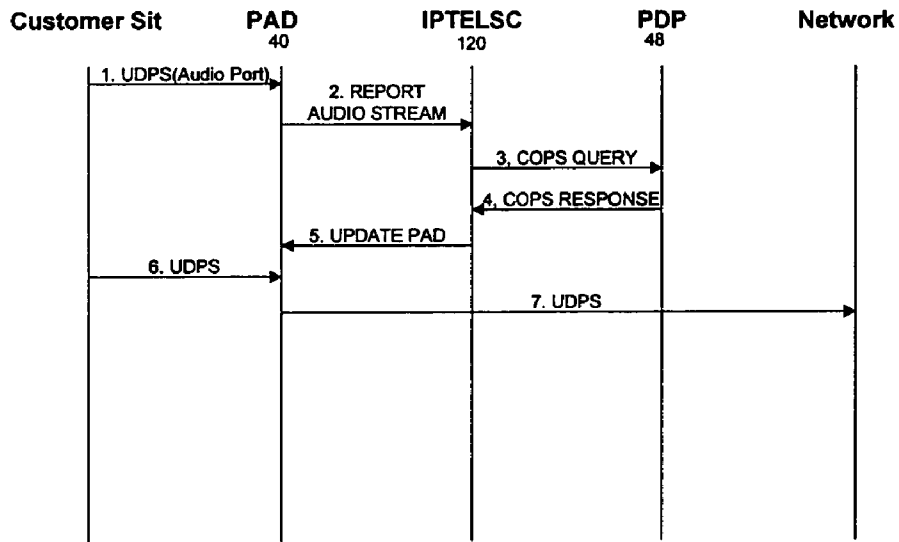 Customer Sit PAD IPTELSC PDP Network
40 120 48
1. UDPS(Audio Port)
2. REPORT
AUDIO STREAM
3, COPS QUERY
4, COPS RESPONSE
5. UPDATE PAD
6. UDPS
7. UDPS